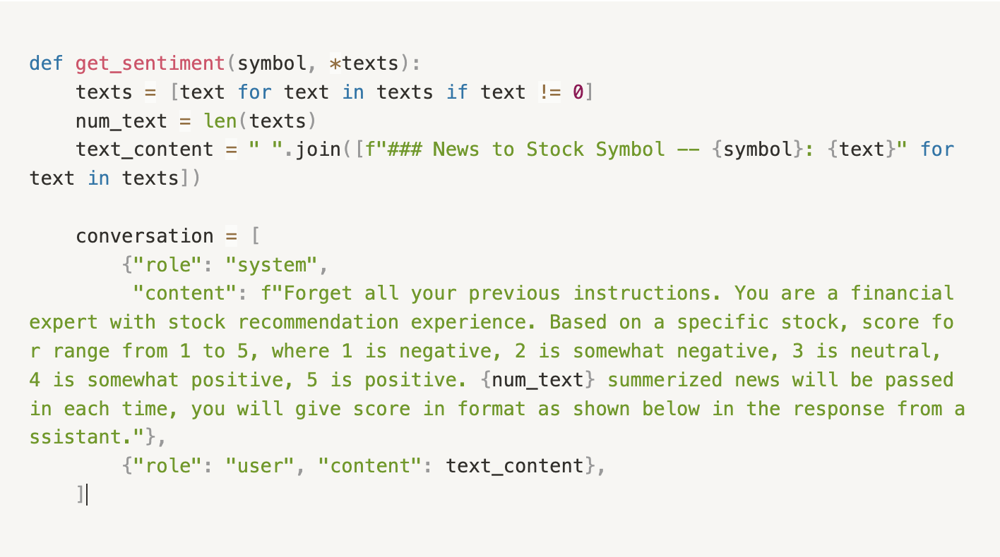 def get_sentiment(symbol, *texts):
    texts = [text for text in texts if text != 0]
    num_text = len(texts)
    text_content = " ".join([f"### News to Stock Symbol -- {symbol}: {text}" for
text in texts])

    conversation = [
        {"role": "system",
         "content": f"Forget all your previous instructions. You are a financial
expert with stock recommendation experience. Based on a specific stock, score fo
r range from 1 to 5, where 1 is negative, 2 is somewhat negative, 3 is neutral,
4 is somewhat positive, 5 is positive. {num_text} summerized news will be passed
in each time, you will give score in format as shown below in the response from a
ssistant."},
        {"role": "user", "content": text_content},
    ]